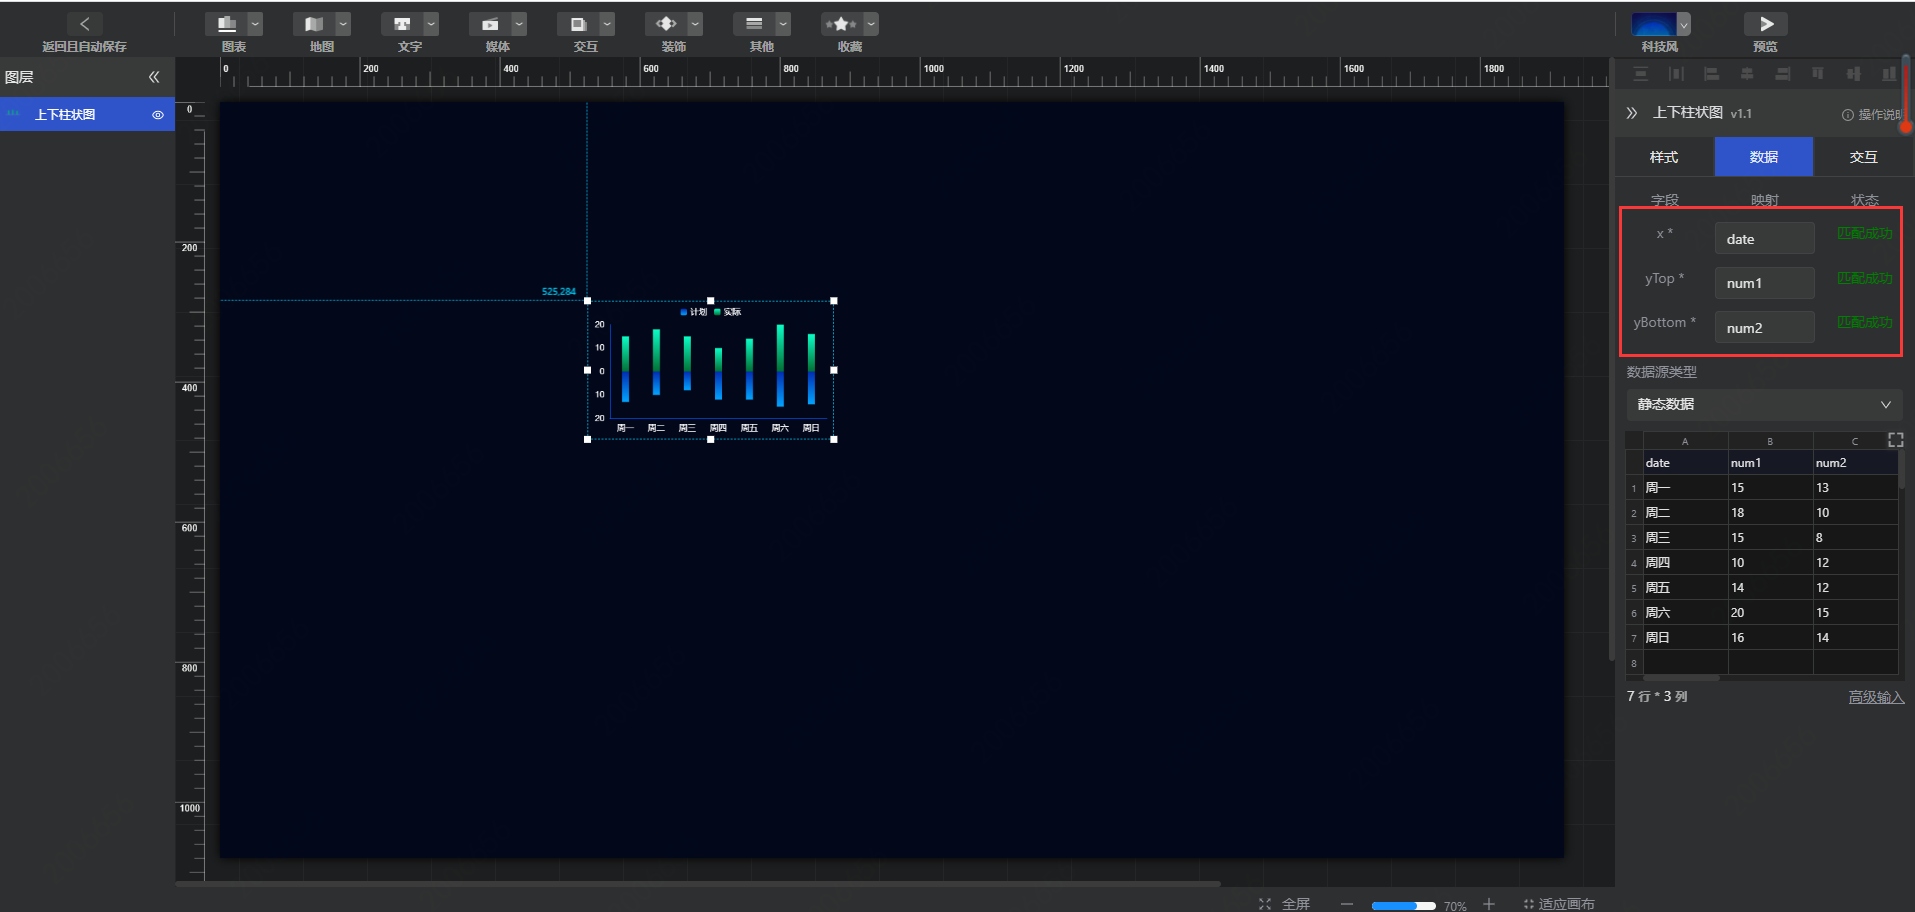 返回且自动保存
图表
地图
文字
媒体
交互
装饰
其他
收藏
科技风
预览
图层
上下柱状图
0 200 400 600 800 1000 1200 1400 1600 1800
0
200
400
600
800
1000
525,284
计划 实际
20
10
0
10
20
周一 周二 周三 周四 周五 周六 周日
上下柱状图 v1.1 操作说明
样式 数据 交互
字段 映射 状态
x * date 匹配成功
yTop * num1 匹配成功
yBottom * num2 匹配成功
数据源类型
静态数据
A B C
date num1 num2
1 周一 15 13
2 周二 18 10
3 周三 15 8
4 周四 10 12
5 周五 14 12
6 周六 20 15
7 周日 16 14
8
7 行 * 3 列 高级输入
全屏 70% 适应画布